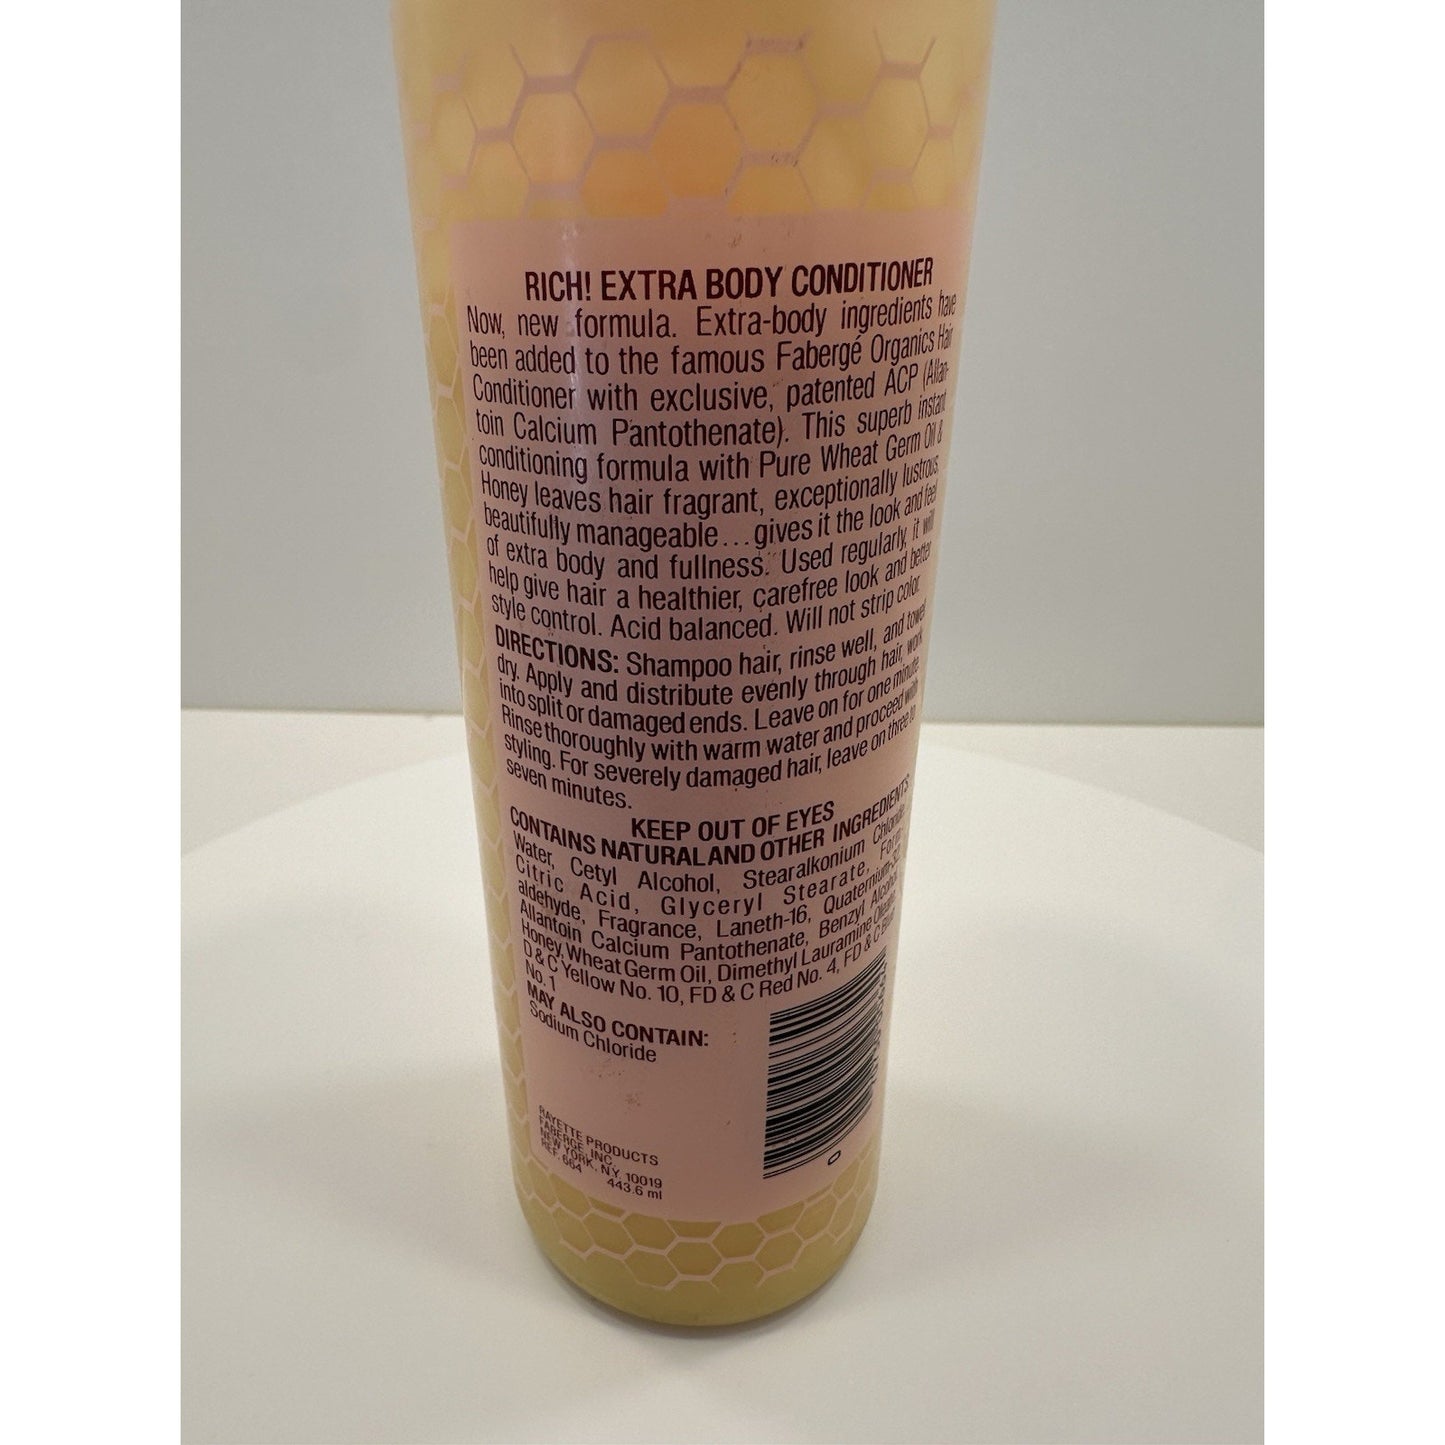 RICH! EXTRA BODY CONDITIONER
Now, new formula. Extra-body ingredients have
been added to the famous Fabergé Organics Hair
Conditioner with exclusive, patented ACP (Allan-
toin Calcium Pantothenate). This superb instant
conditioning formula with Pure Wheat Germ Oil &
Honey leaves hair fragrant, exceptionally lustrous,
beautifully manageable...gives it the look and feel
of extra body and fullness. Used regularly, it will
help give hair a healthier, carefree look and better
style control. Acid balanced. Will not strip color.
DIRECTIONS: Shampoo hair, rinse well, and towel
dry. Apply and distribute evenly through hair, work
into split or damaged ends. Leave on for one minute.
Rinse thoroughly with warm water and proceed with
styling. For severely damaged hair, leave on three to
seven minutes.
KEEP OUT OF EYES
CONTAINS NATURAL AND OTHER INGREDIENTS:
Water, Cetyl Alcohol, Stearalkonium Chloride,
Citric Acid, Glyceryl Stearate, Form-
aldehyde, Fragrance, Laneth-16, Quaternium-32,
Allantoin Calcium Pantothenate, Benzyl Alcohol,
Honey, Wheat Germ Oil, Dimethyl Lauramine Oleate,
D & C Yellow No. 10, FD & C Red No. 4, FD & C Blue
No. 1
MAY ALSO CONTAIN:
Sodium Chloride
RAYETTE PRODUCTS
FABERGE, INC.
NEW YORK, N.Y. 10019
REF. 664 443.6 ml
0